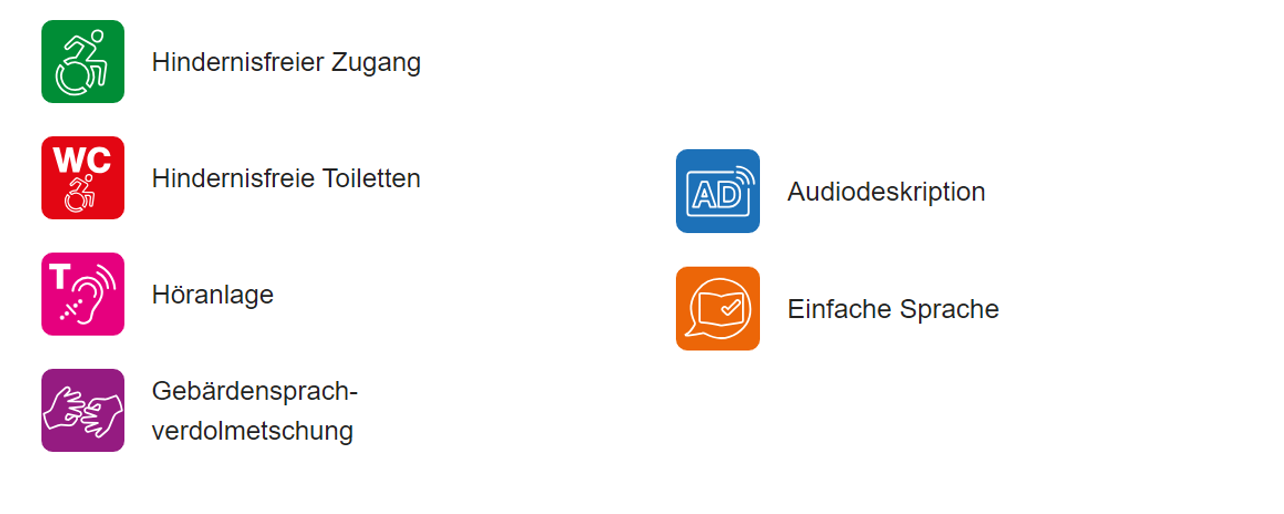 Hindernisfreier Zugang
WC
Hindernisfreie Toiletten
T
Höranlage
Gebärdensprach-
verdolmetschung
AD
Audiodeskription
Einfache Sprache